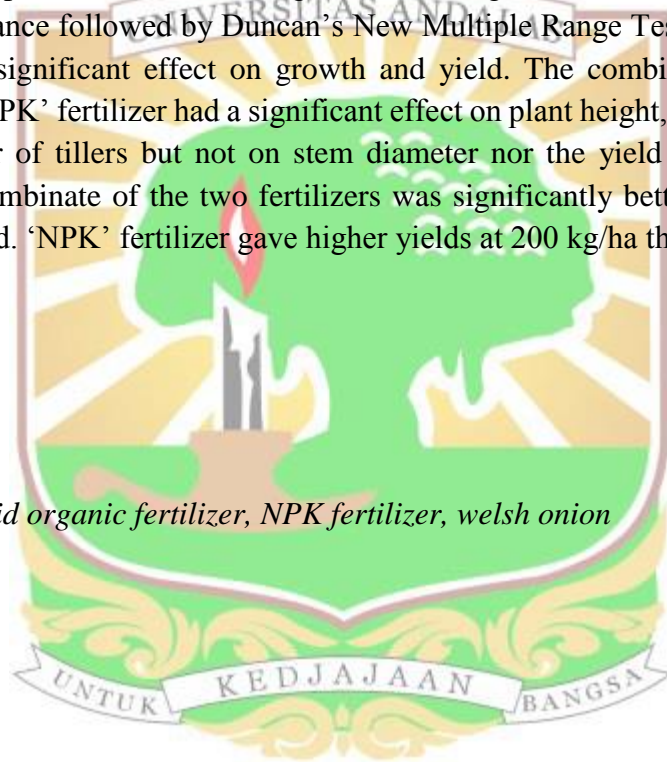 UNIVERSITAS ANDALAS
ance followed by Duncan’s New Multiple Range Tes
significant effect on growth and yield. The combi
PK’ fertilizer had a significant effect on plant height,
r of tillers but not on stem diameter nor the yield
ombinate of the two fertilizers was significantly bett
d. ‘NPK’ fertilizer gave higher yields at 200 kg/ha th
id organic fertilizer, NPK fertilizer, welsh onion
UNTUK KEDJAJAAN BANGSA